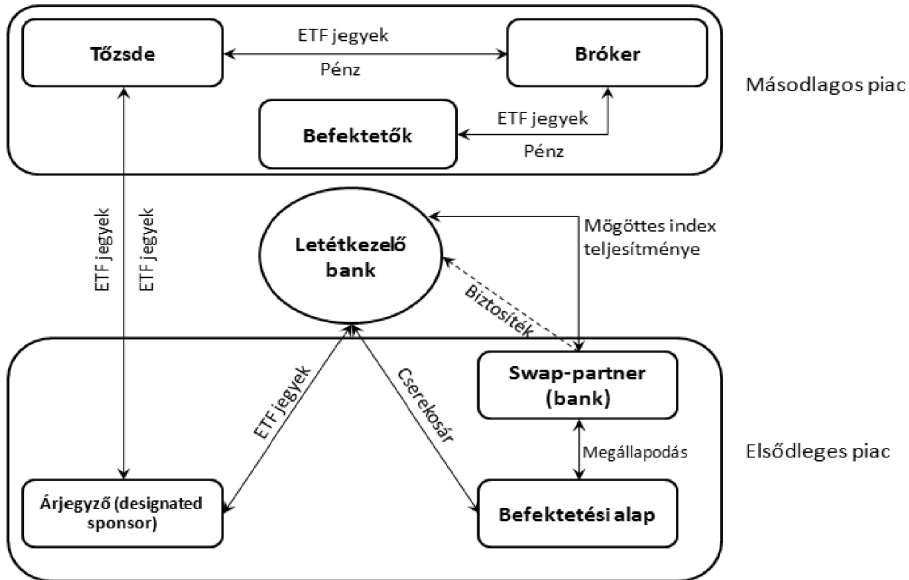 ETF jegyek
Tőzsde
Bróker
Pénz
Másodlagos piac
ETF jegyek
Befektetők
Pénz
ETF jegyek
ETF jegyek
Letétkezelő
bank
Mögöttes index
teljesítménye
Biztosíték
ETF jegyek
Cserekosár
Swap-partner
(bank)
Megállapodás
Elsődleges piac
Árjegyző (designated
sponsor)
Befektetési alap